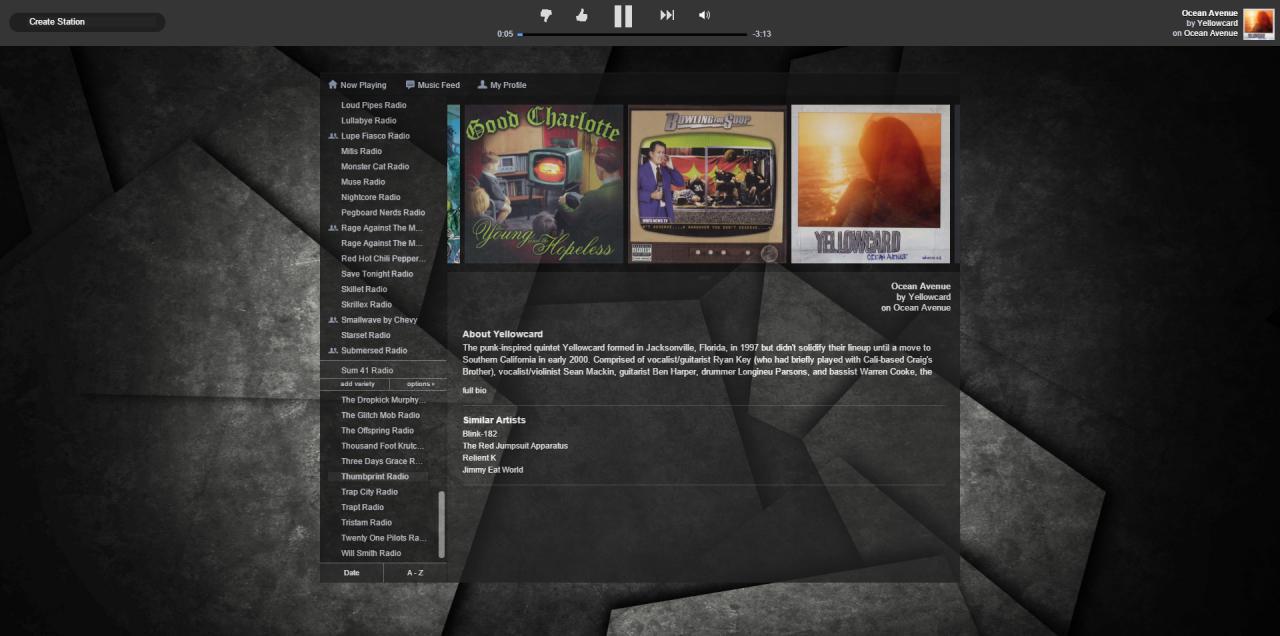 Create Station
0:05
-3:13
Ocean Avenue
by Yellowcard
on Ocean Avenue
Now Playing
Music Feed
My Profile
Loud Pipes Radio
Lullabye Radio
Lupe Fiasco Radio
Mitis Radio
Monster Cat Radio
Muse Radio
Nightcore Radio
Pegboard Nerds Radio
Rage Against The M...
Rage Against The M...
Red Hot Chili Pepper...
Save Tonight Radio
Skillet Radio
Skrillex Radio
Smallwave by Chevy
Starset Radio
Submersed Radio
Sum 41 Radio
add variety
options
The Dropkick Murphy...
The Glitch Mob Radio
The Offspring Radio
Thousand Foot Krutc...
Three Days Grace R...
Thumbprint Radio
Trap City Radio
Trapt Radio
Tristam Radio
Twenty One Pilots Ra...
Will Smith Radio
Date
A - Z
Good Charlotte
Young Hopeless
Bowling for Soup
YELLOWCARD
OCEAN AVENUE
Ocean Avenue
by Yellowcard
on Ocean Avenue
About Yellowcard
The punk-inspired quintet Yellowcard formed in Jacksonville, Florida, in 1997 but didn't solidify their lineup until a move to
Southern California in early 2000. Comprised of vocalist/guitarist Ryan Key (who had briefly played with Cali-based Craig's
Brother), vocalist/violinist Sean Mackin, guitarist Ben Harper, drummer Longineu Parsons, and bassist Warren Cooke, the
full bio
Similar Artists
Blink-182
The Red Jumpsuit Apparatus
Relient K
Jimmy Eat World